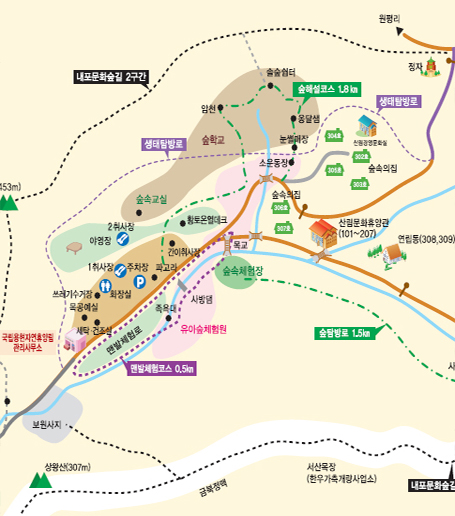 원평리
정자
내포문화숲길 2구간
솔솔쉼터
숲해설코스 1.8㎞
생태탐방로
암천
옹달샘
숲학교
눈썰매장
304호
산림경영문화실
302호
생태탐방로
소운동장
숲속의집
305호
303호
453m)
숲속교실
숲속의집
306호
황토온열데크
307호
산림문화휴양관
(101~207)
2취사장
야영장
간이취사장
목교
연립동(308,309)
1취사장
주차장
P
파고라
숲속체험장
쓰레기수거장
화장실
사방댐
목공예실
족욕대
세탁·건조실
유아숲체험원
숲탐방로 1.5㎞
국립용현자연휴양림
관리사무소
맨발체험로
맨발체험코스 0.5㎞
사
보원사지
상왕산(307m)
금북정맥
서산목장
(한우가축개량사업소)
내포문화숲길